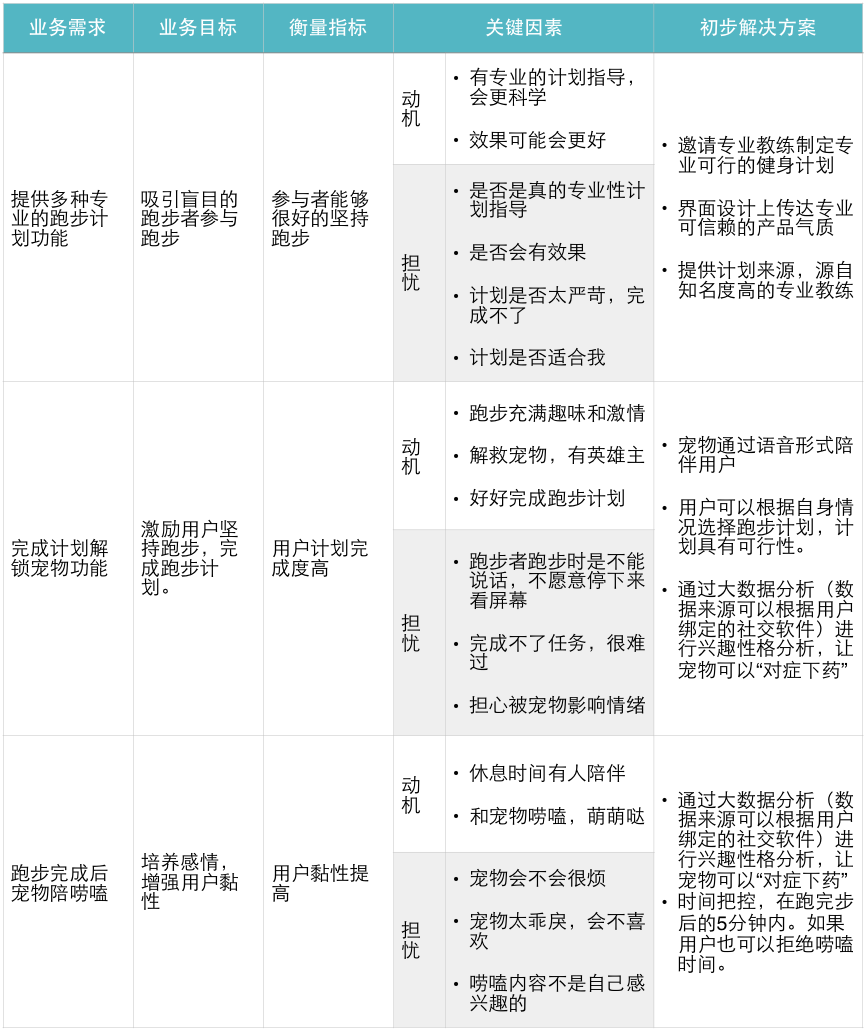 业务需求
业务目标
衡量指标
关键因素
初步解决方案
提供多种专
业的跑步计
划功能
吸引盲目的
跑步者参与
跑步
参与者能够
很好的坚持
跑步
动
机
• 有专业的计划指导，
会更科学
• 效果可能会更好
担
忧
• 是否是真的专业性计
划指导
• 是否会有效果
• 计划是否太严苛，完
成不了
• 计划是否适合我
• 邀请专业教练制定专
业可行的健身计划
• 界面设计上传达专业
可信赖的产品气质
• 提供计划来源，源自
知名度高的专业教练
完成计划解
锁宠物功能
激励用户坚
持跑步，完
成跑步计
划。
用户计划完
成度高
动
机
• 跑步充满趣味和激情
• 解救宠物，有英雄主
• 好好完成跑步计划
担
忧
• 跑步者跑步时是不能
说话，不愿意停下来
看屏幕
• 完成不了任务，很难
过
• 担心被宠物影响情绪
• 宠物通过语音形式陪
伴用户
• 用户可以根据自身情
况选择跑步计划，计
划具有可行性。
• 通过大数据分析（数
据来源可以根据用户
绑定的社交软件）进
行兴趣性格分析，让
宠物可以“对症下药”
跑步完成后
宠物陪唠嗑
培养感情，
增强用户黏
性
用户黏性提
高
动
机
• 休息时间有人陪伴
• 和宠物唠嗑，萌萌哒
担
忧
• 宠物会不会很烦
• 宠物太乖戾，会不喜
欢
• 唠嗑内容不是自己感
兴趣的
• 通过大数据分析（数
据来源可以根据用户
绑定的社交软件）进
行兴趣性格分析，让
宠物可以“对症下药”
• 时间把控，在跑完步
后的5分钟内。如果
用户也可以拒绝唠嗑
时间。